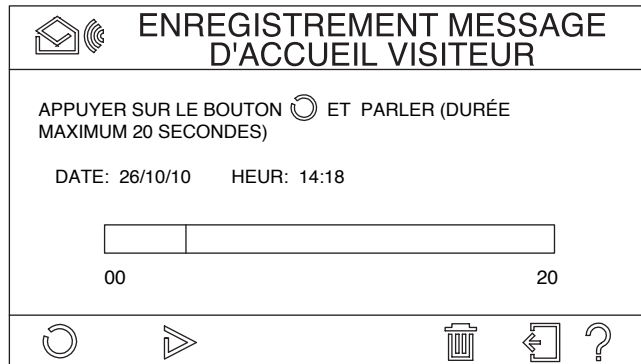 ENREGISTREMENT MESSAGE
D'ACCUEIL VISITEUR
APPUYER SUR LE BOUTON ET PARLER (DURÉE
MAXIMUM 20 SECONDES)
DATE: 26/10/10 HEUR: 14:18
00 20
?